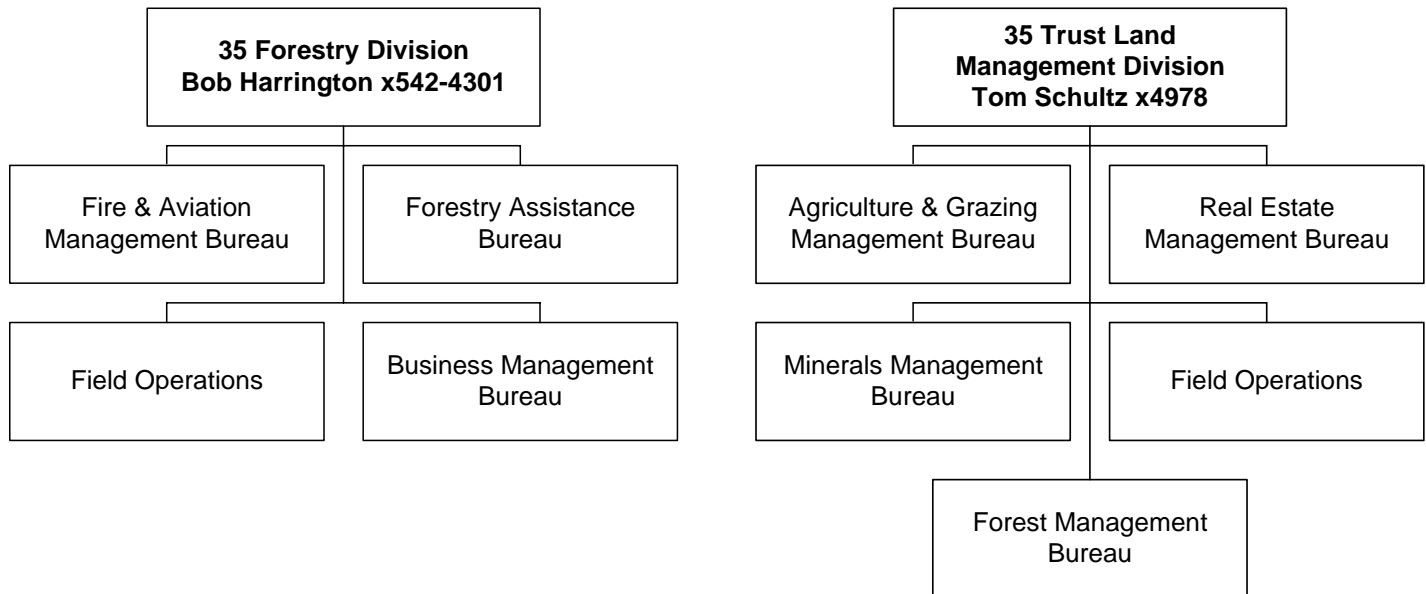 35 Forestry Division
Bob Harrington x542-4301
Fire & Aviation
Management Bureau
Forestry Assistance
Bureau
Field Operations
Business Management
Bureau
35 Trust Land
Management Division
Tom Schultz x4978
Agriculture & Grazing
Management Bureau
Real Estate
Management Bureau
Minerals Management
Bureau
Field Operations
Forest Management
Bureau